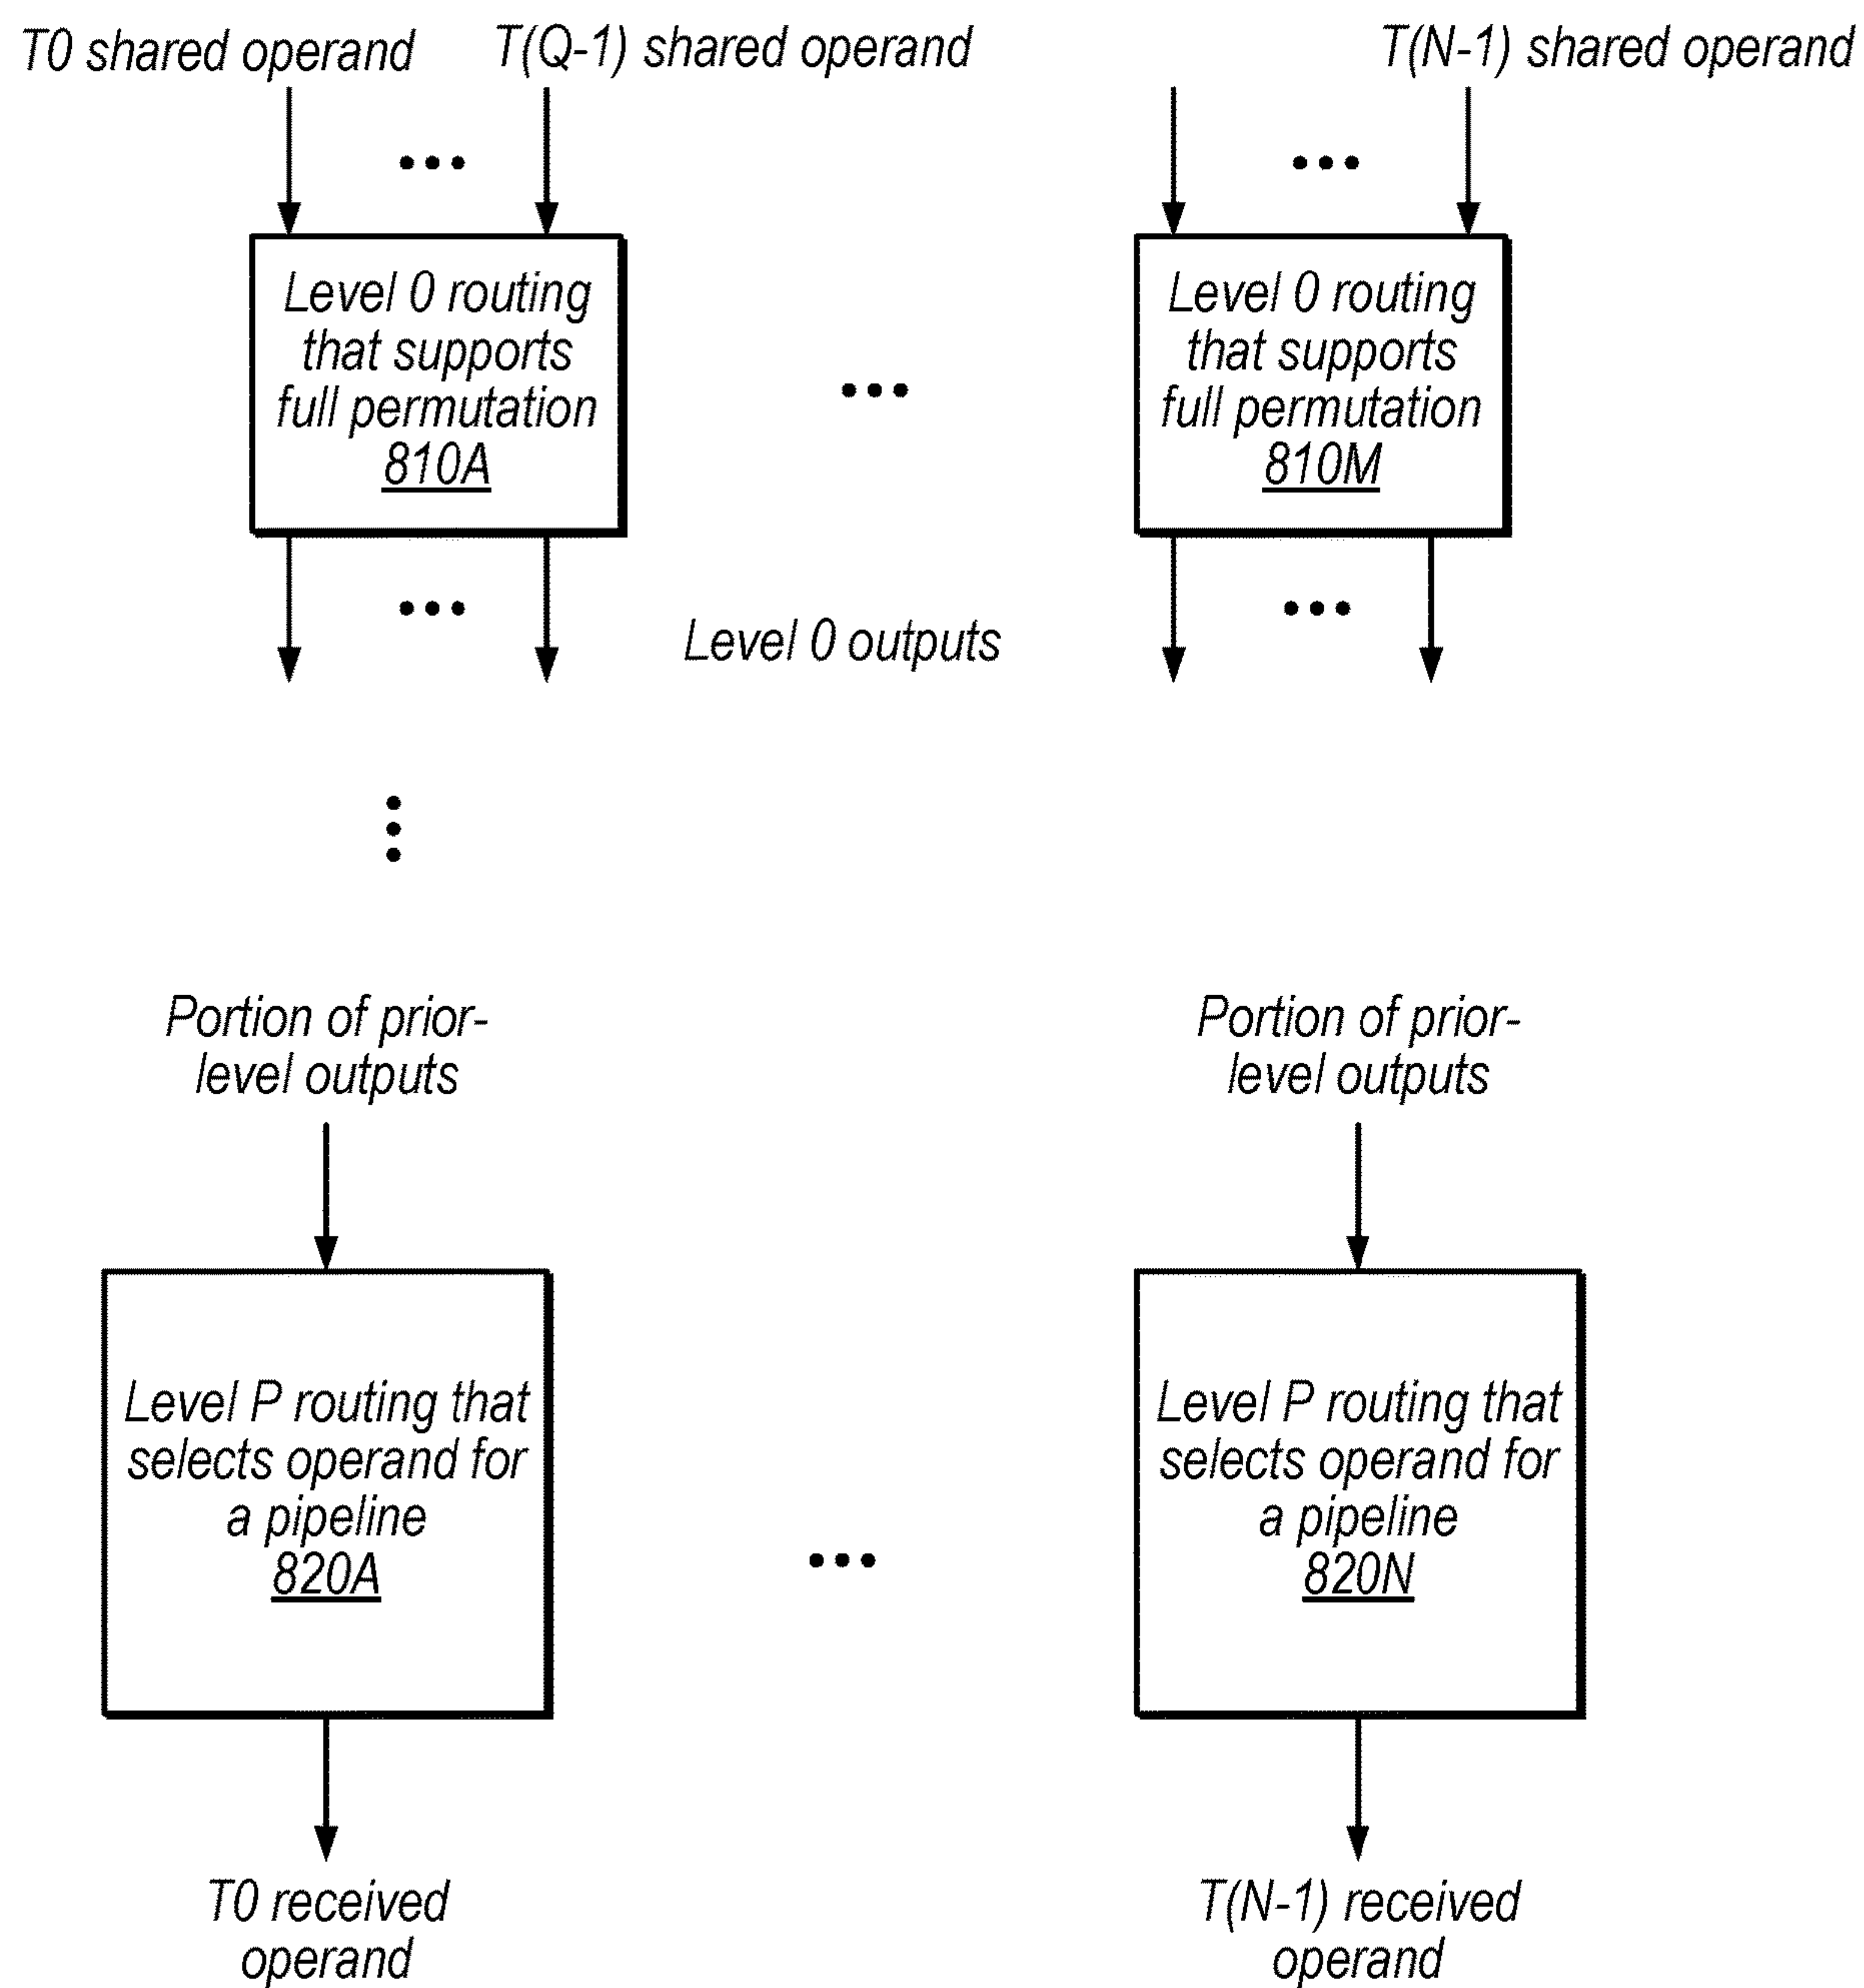 T0 shared operand
T(Q-1) shared operand
T(N-1) shared operand
Level 0 routing
that supports
full permutation
810A
Level 0 routing
that supports
full permutation
810M
Level 0 outputs
Portion of prior-
level outputs
Portion of prior-
level outputs
Level P routing that
selects operand for
a pipeline
820A
Level P routing that
selects operand for
a pipeline
820N
T0 received
operand
T(N-1) received
operand